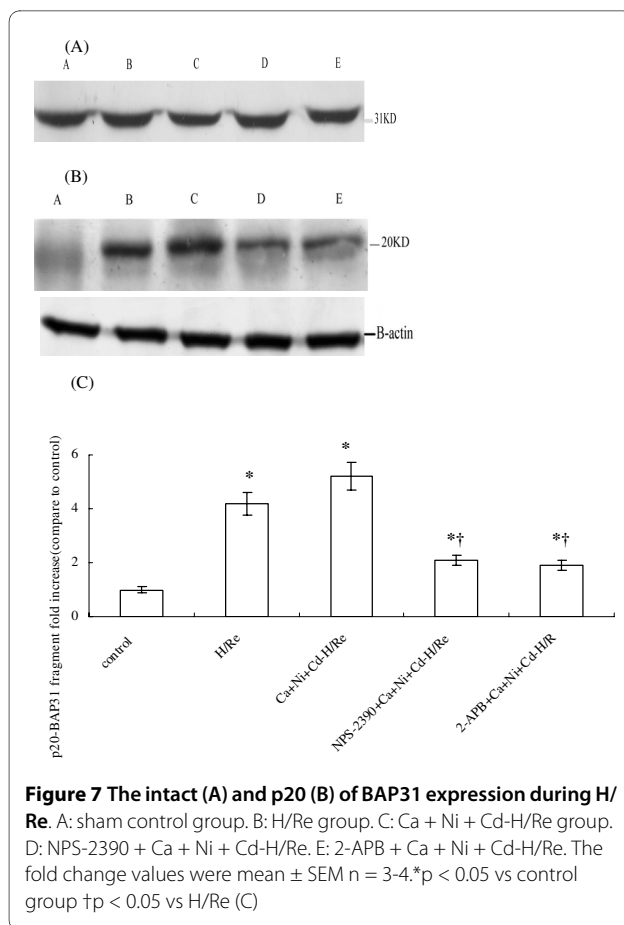 (A)
A B C D E
31KD
(B)
A B C D E
20KD
B-actin
(C)
p20-BAP31 fragment fold increase(compare to control)
6
4
2
0
*
*
*†
*†
control
H/Re
Ca+Ni+Cd-H/Re
NPS-2390+Ca+Ni+Cd-H/Re
2-APB+Ca+Ni+Cd-H/R
Figure 7 The intact (A) and p20 (B) of BAP31 expression during H/
Re. A: sham control group. B: H/Re group. C: Ca + Ni + Cd-H/Re group.
D: NPS-2390 + Ca + Ni + Cd-H/Re. E: 2-APB + Ca + Ni + Cd-H/Re. The
fold change values were mean ± SEM n = 3-4.*p < 0.05 vs control
group †p < 0.05 vs H/Re (C)